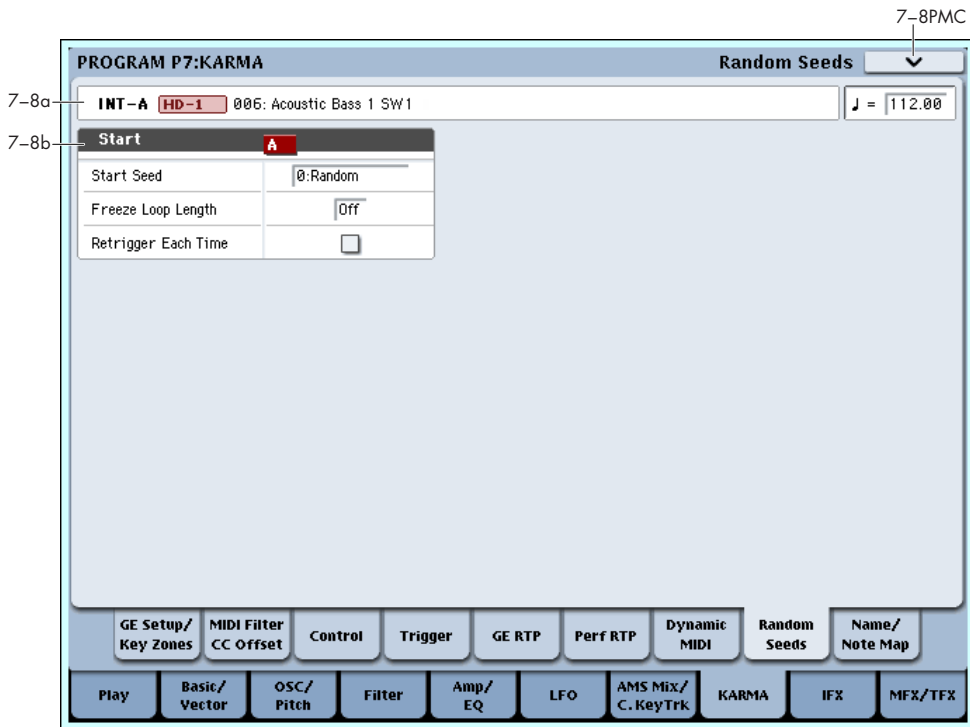 7–8PMC
PROGRAM P7:KARMA
Random Seeds
7–8a
INT–A HD–1 006: Acoustic Bass 1 SW1
♩ = 112.00
7–8b
Start A
Start Seed 0:Random
Freeze Loop Length Off
Retrigger Each Time
GE Setup/
Key Zones
MIDI Filter
CC Offset
Control
Trigger
GE RTP
Perf RTP
Dynamic
MIDI
Random
Seeds
Name/
Note Map
Play
Basic/
Vector
OSC/
Pitch
Filter
Amp/
EQ
LFO
AMS Mix/
C.KeyTrk
KARMA
IFX
MFX/TFX